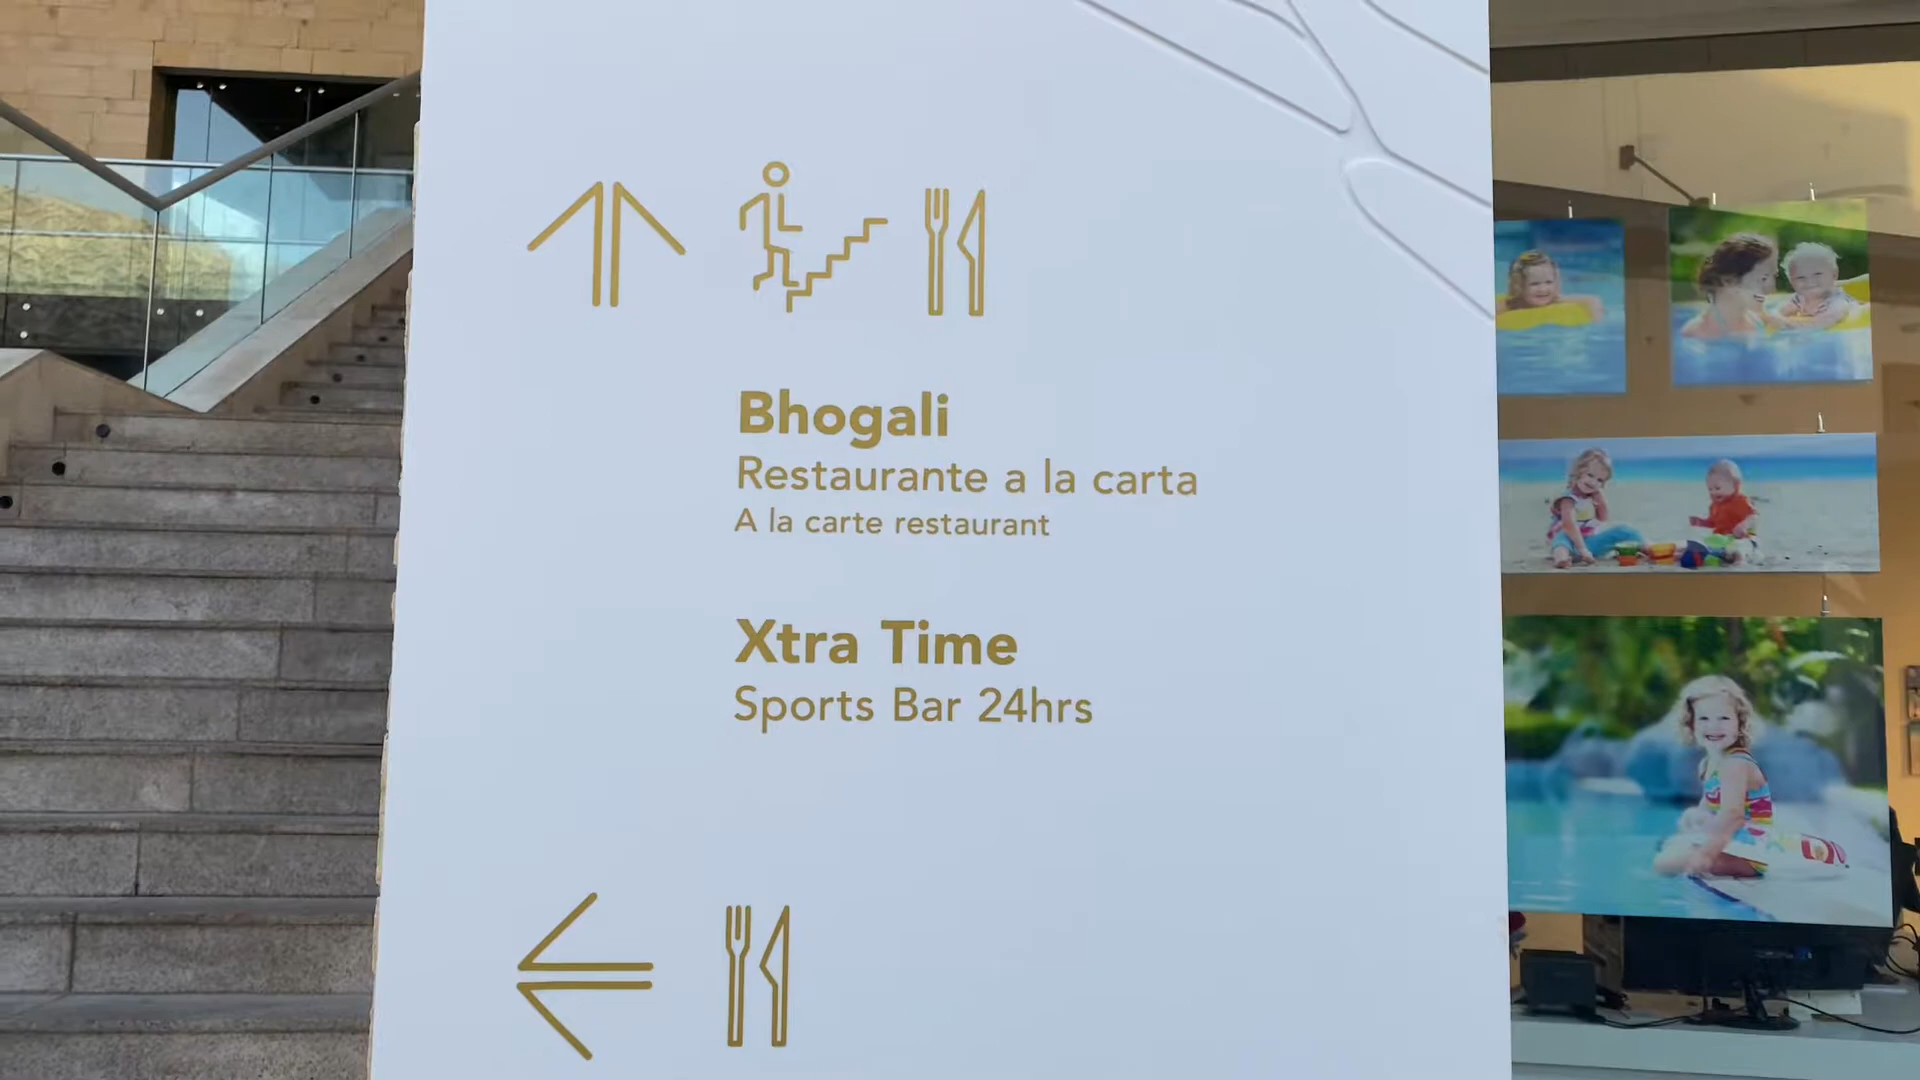 Bhogali
Restaurante a la carta
A la carte restaurant
Xtra Time
Sports Bar 24hrs